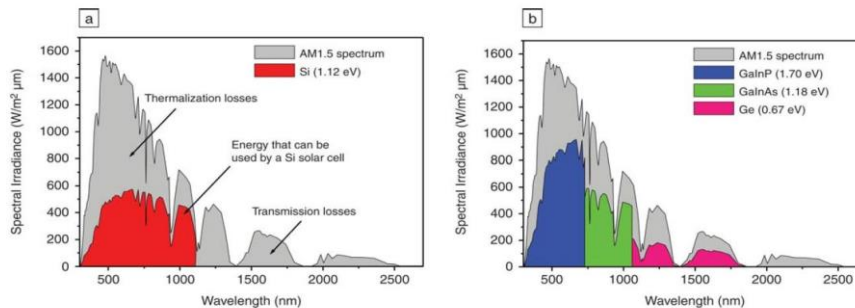 a
1600
1400
1200
1000
800
600
400
200
0
Spectral Irradiance (W/m² µm)
AM1.5 spectrum
Si (1.12 eV)
Thermalization losses
Energy that can be
used by a Si solar cell
Transmission losses
500
1000
1500
2000
2500
Wavelength (nm)
b
1600
1400
1200
1000
800
600
400
200
0
Spectral Irradiance (W/m² µm)
AM1.5 spectrum
GaInP (1.70 eV)
GaInAs (1.18 eV)
Ge (0.67 eV)
500
1000
1500
2000
2500
Wavelength (nm)